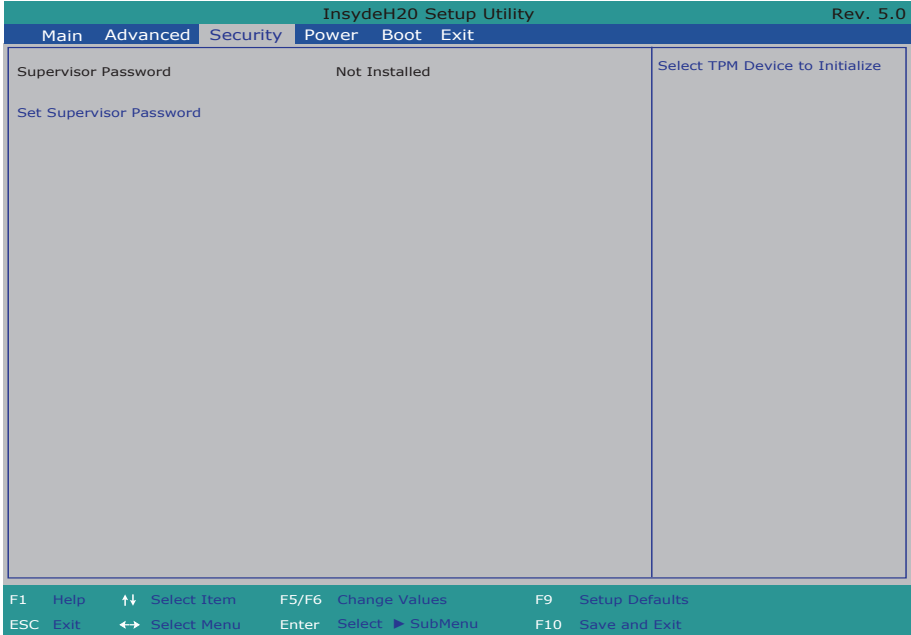 InsydeH20 Setup Utility Rev. 5.0
Main Advanced Security Power Boot Exit
Supervisor Password Not Installed
Set Supervisor Password
Select TPM Device to Initialize
F1 Help ↑↓ Select Item F5/F6 Change Values F9 Setup Defaults
ESC Exit ↔ Select Menu Enter Select ▶ SubMenu F10 Save and Exit